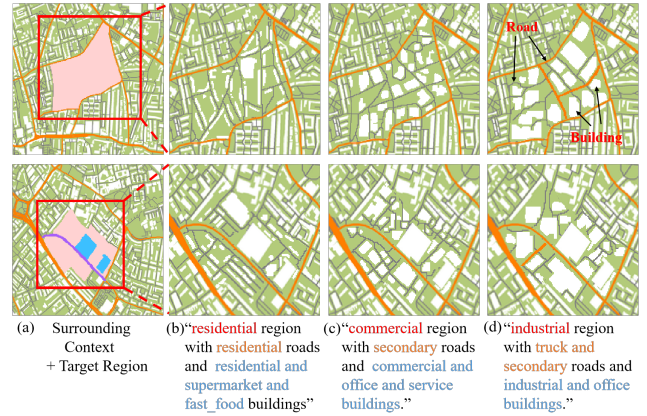 Road
Building
(a) Surrounding
Context
+ Target Region
(b) “residential region
with residential roads
and residential and
supermarket and
fast_food buildings”
(c) “commercial region
with secondary roads
and commercial and
office and service
buildings.”
(d) “industrial region
with truck and
secondary roads and
industrial and office
buildings.”